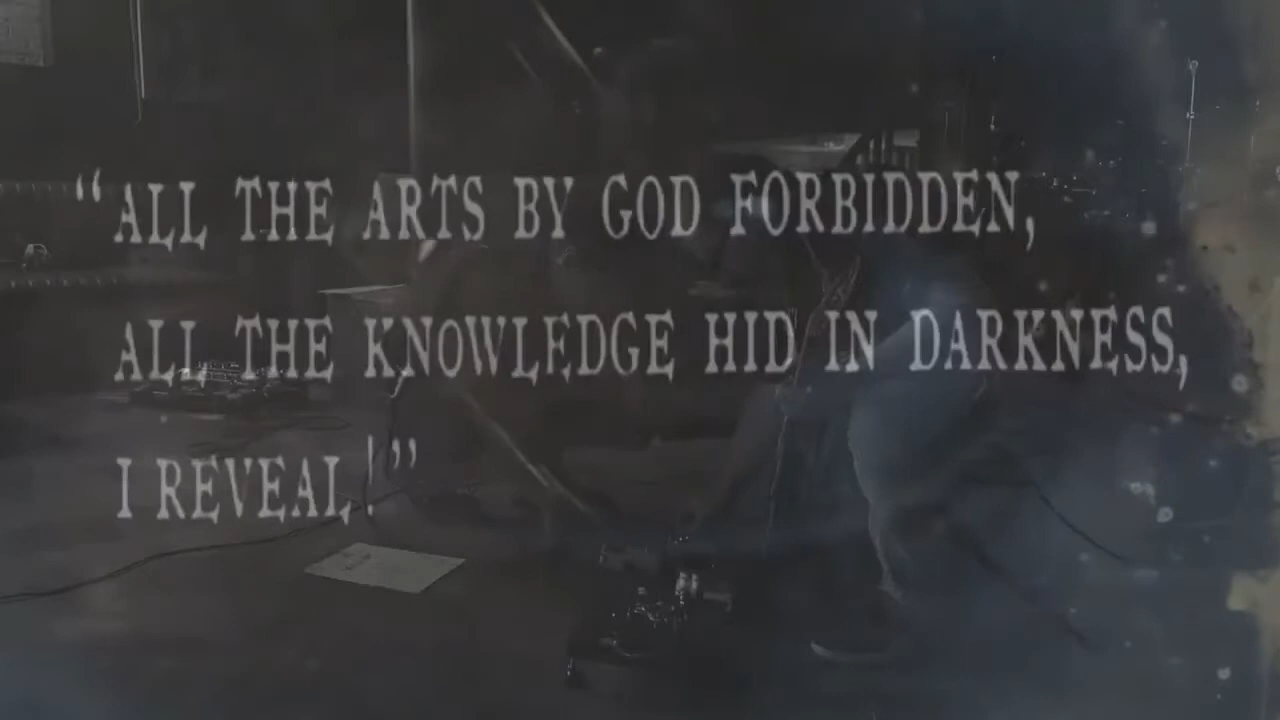 “ALL THE ARTS BY GOD FORBIDDEN,
ALL THE KNOWLEDGE HID IN DARKNESS,
I REVEAL!”